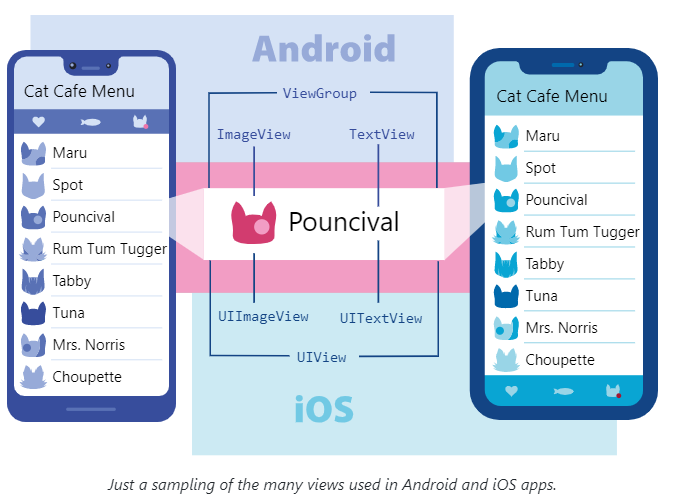 Android
Cat Cafe Menu
Maru
Spot
Pouncival
Rum Tum Tugger
Tabby
Tuna
Mrs. Norris
Choupette
ViewGroup
ImageView
TextView
Pouncival
UIImageView
UITextView
UIView
iOS
Cat Cafe Menu
Maru
Spot
Pouncival
Rum Tum Tugger
Tabby
Tuna
Mrs. Norris
Choupette
Just a sampling of the many views used in Android and iOS apps.